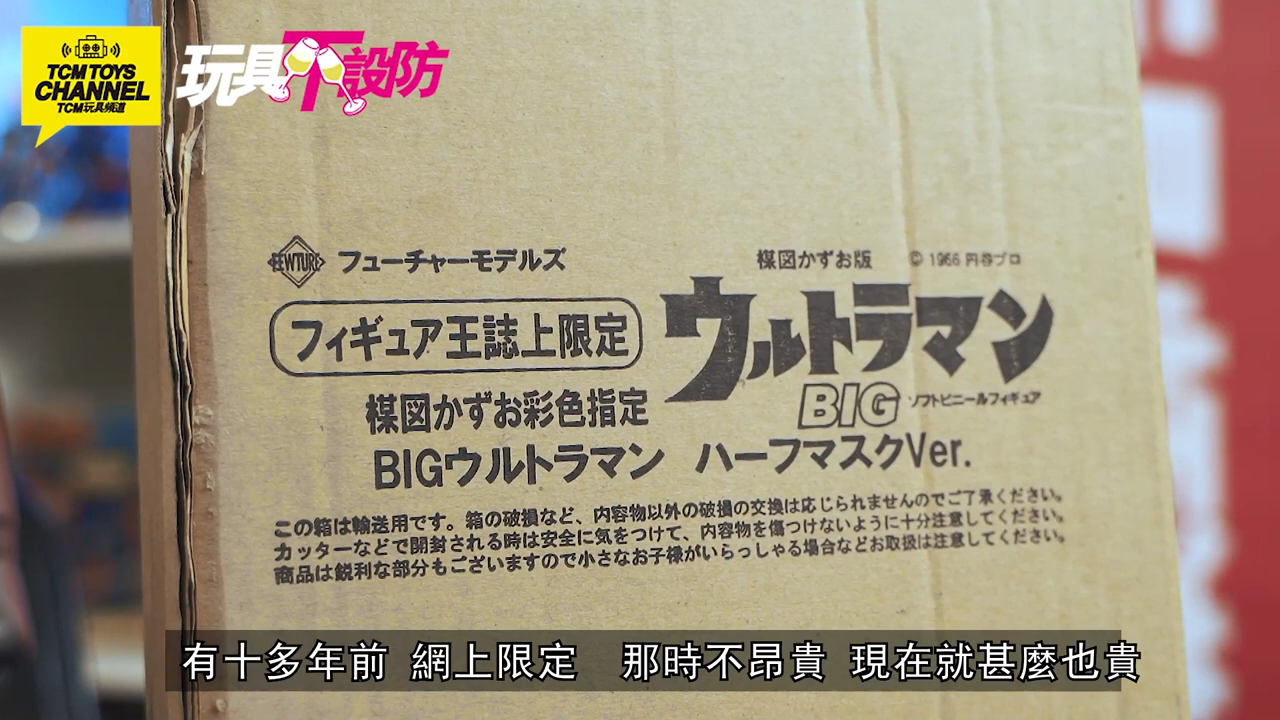 TCM TOYS
CHANNEL
TCM玩具頻道
玩具不設防
FEWTURE フューチャーモデルズ
フィギュア王誌上限定
楳図かずお版 © 1966 円谷プロ
ウルトラマン
BIG ソフトビニールフィギュア
楳図かずお彩色指定
BIGウルトラマン ハーフマスクVer.
この箱は輸送用です。箱の破損など、内容物以外の破損の交換は応じられませんのでご了承ください。
カッターなどで開封される時は安全に気をつけて、内容物を傷つけないように十分注意してください。
商品は鋭利な部分もございますので小さなお子様がいらっしゃる場合などお取扱は注意してください。
有十多年前 網上限定 那時不昂貴 現在就甚麼也貴